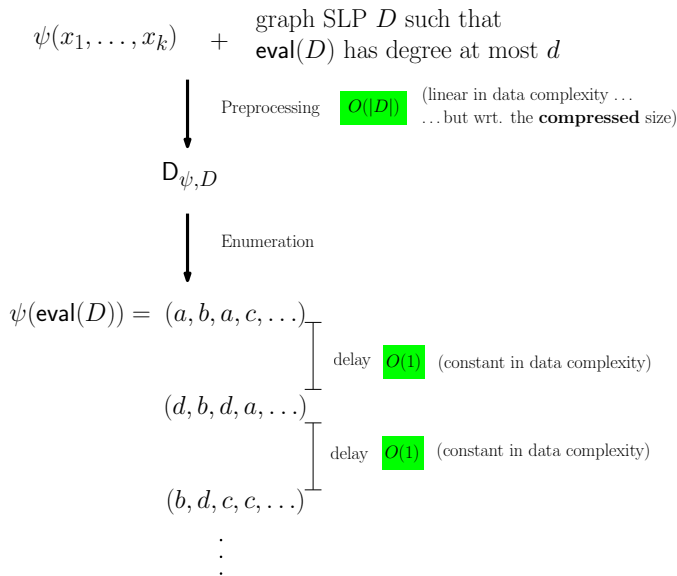 ψ(x₁, . . . , xₖ) + graph SLP D such that
eval(D) has degree at most d
Preprocessing O(|D|) (linear in data complexity . . .
. . . but wrt. the compressed size)
D_{ψ,D}
Enumeration
ψ(eval(D)) = (a, b, a, c, . . .)
delay O(1) (constant in data complexity)
(d, b, d, a, . . .)
delay O(1) (constant in data complexity)
(b, d, c, c, . . .)
.
.
.